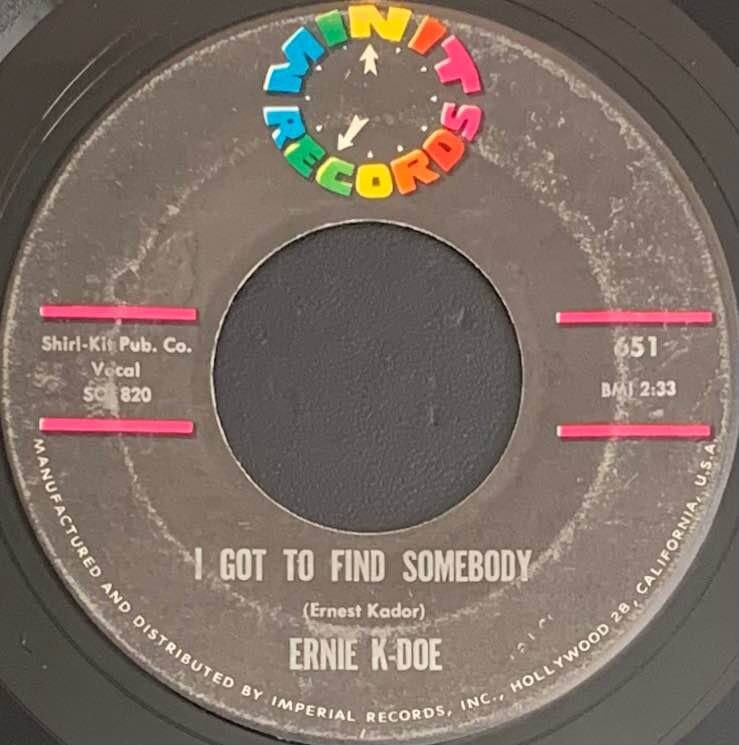 MINIT
RECORDS
Shirl-Kit Pub. Co.
Vocal
820
651
BMI 2:33
I GOT TO FIND SOMEBODY
(Ernest Kador)
ERNIE K-DOE
MANUFACTURED AND DISTRIBUTED BY IMPERIAL RECORDS, INC., HOLLYWOOD 28, CALIFORNIA, U.S.A.